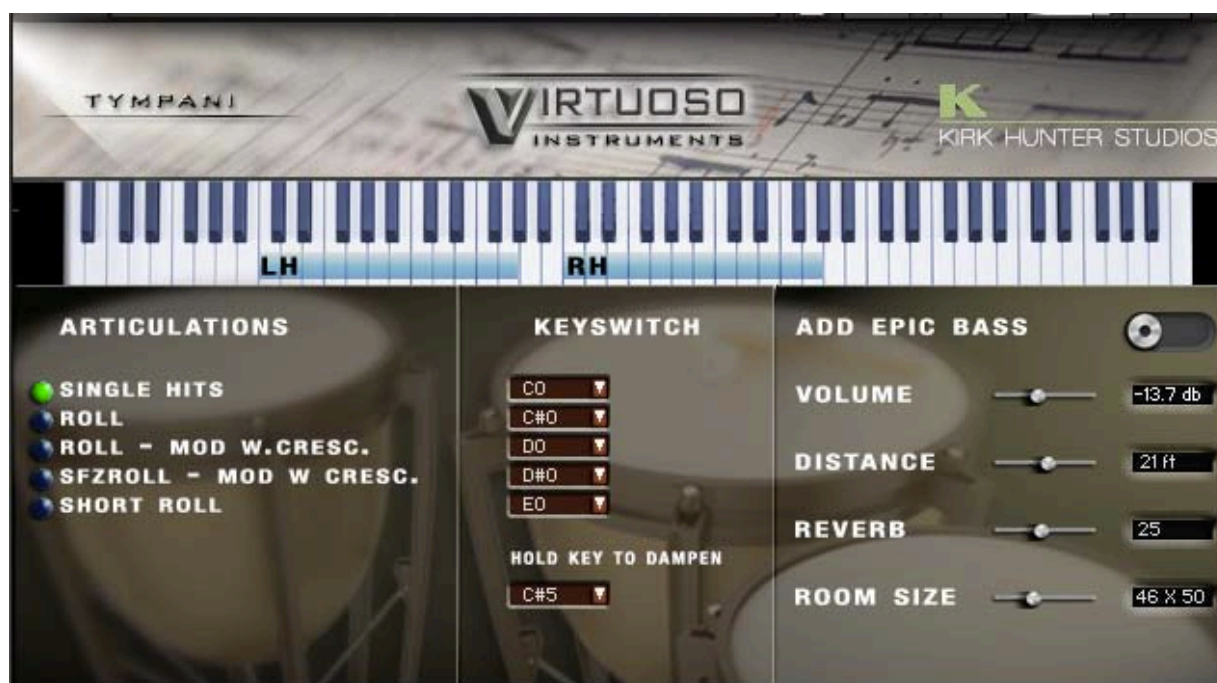 TYMPANI
VIRTUOSO
INSTRUMENTS
K
KIRK HUNTER STUDIOS
LH
RH
ARTICULATIONS
SINGLE HITS
ROLL
ROLL - MOD W.CRESC.
SFZROLL - MOD W CRESC.
SHORT ROLL
KEYSWITCH
C0
C#0
D0
D#0
E0
HOLD KEY TO DAMPEN
C#5
ADD EPIC BASS
VOLUME -13.7 db
DISTANCE 21 ft
REVERB 25
ROOM SIZE 46 X 50